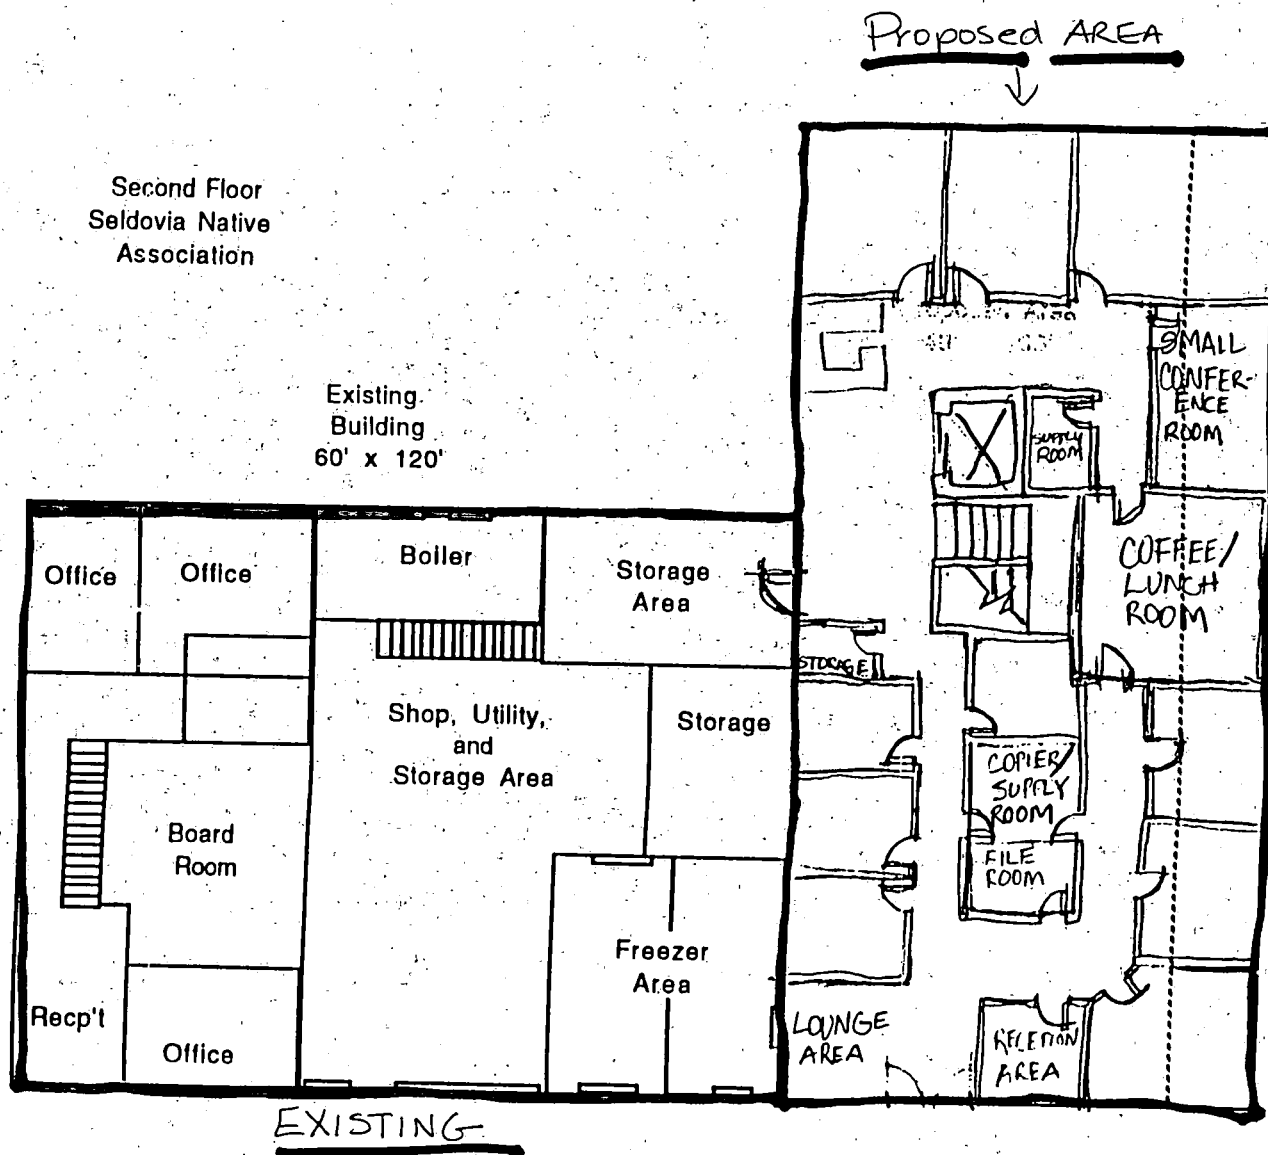 Proposed AREA
Second Floor
Seldovia Native
Association
Existing
Building
60' x 120'
Area
SMALL
CONFER-
ENCE
ROOM
SUPPLY
ROOM
Office
Office
Boiler
Storage
Area
COFFEE/
LUNCH
ROOM
STORAGE
Shop, Utility,
and
Storage Area
Storage
COPIER/
SUPPLY
ROOM
Board
Room
FILE
ROOM
Freezer
Area
Recp't
Office
LOUNGE
AREA
RECETION
AREA
EXISTING